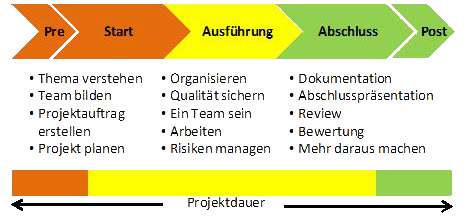 Pre Start Ausführung Abschluss Post
• Thema verstehen
• Team bilden
• Projektauftrag
erstellen
• Projekt planen
• Organisieren
• Qualität sichern
• Ein Team sein
• Arbeiten
• Risiken managen
• Dokumentation
• Abschlusspräsentation
• Review
• Bewertung
• Mehr daraus machen
Projektdauer